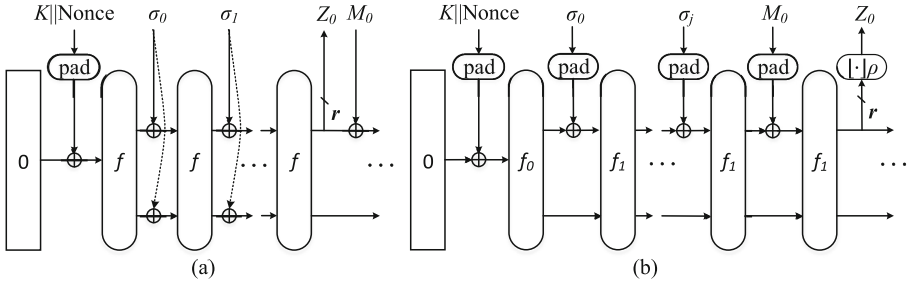 K||Nonce σ0 σ1 Z0 M0 K||Nonce σ0 σj M0 Z0
pad pad pad pad pad ⌊·⌋ρ
r r
0 f f f ... ... 0 f0 f1 ... f1 f1 ...
(a) (b)